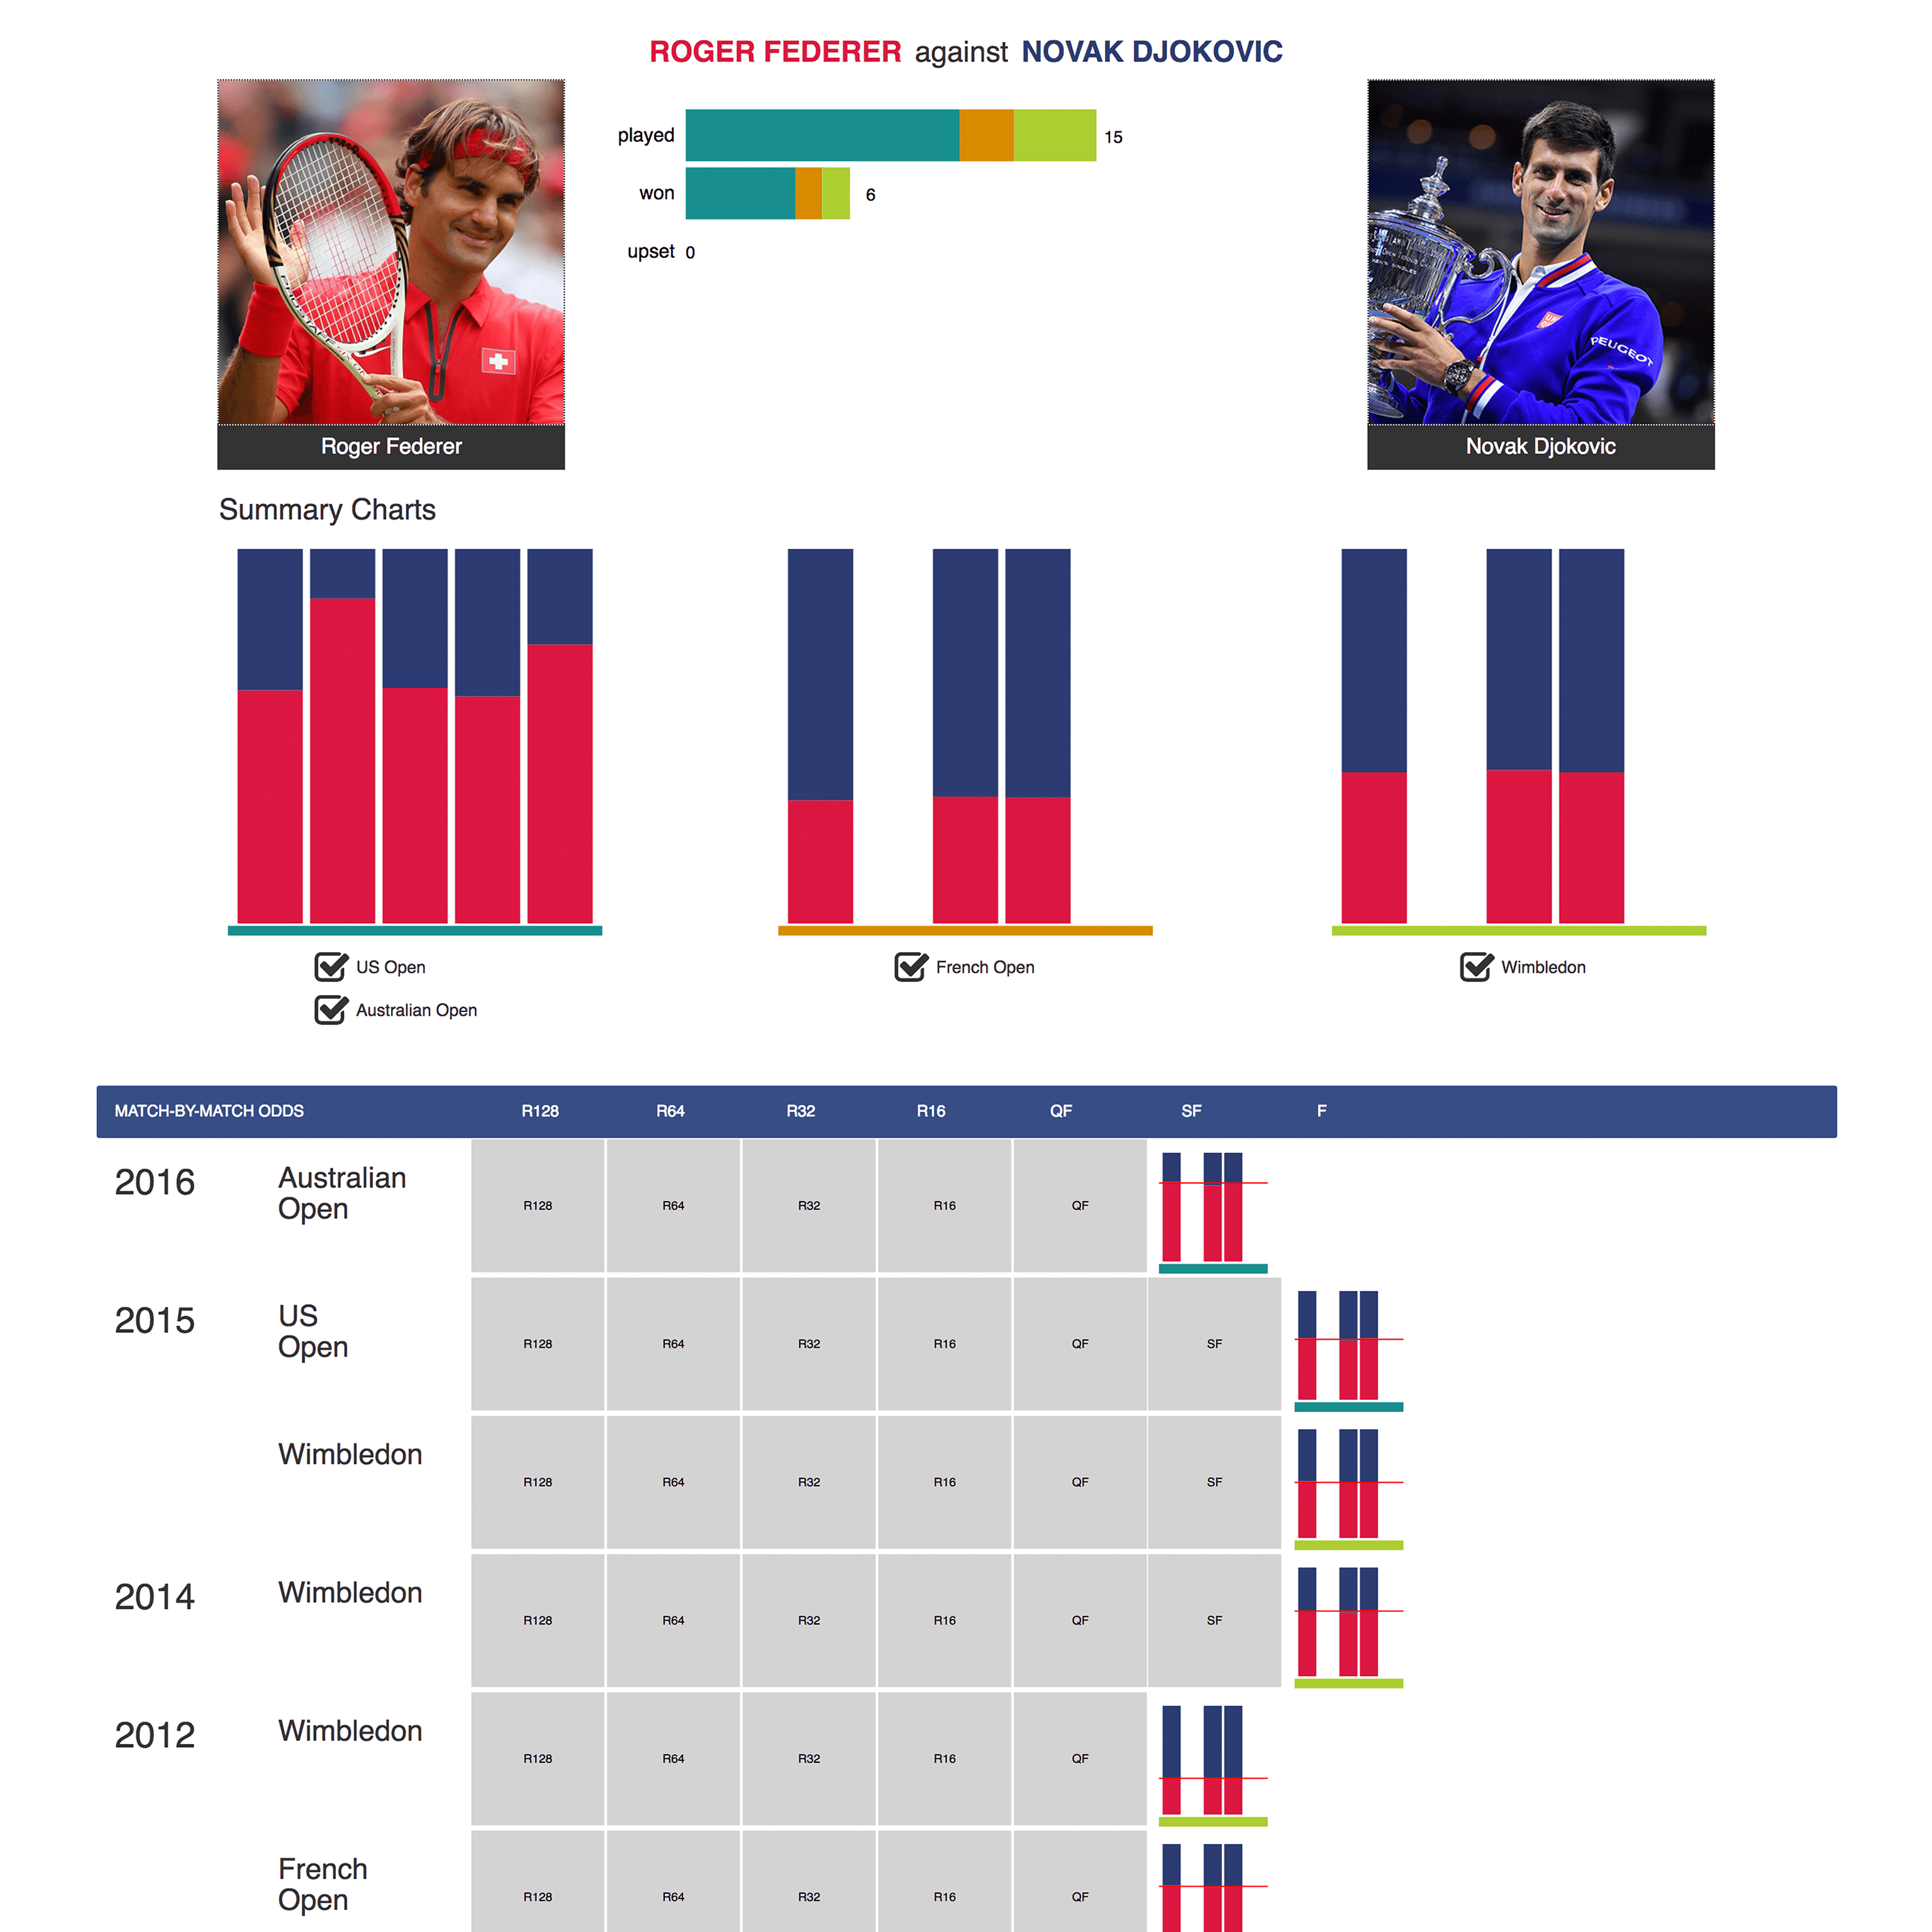 ROGER FEDERER against NOVAK DJOKOVIC
played 15
won 6
upset 0
PEUGEOT
Roger Federer
Novak Djokovic
Summary Charts
US Open
Australian Open
French Open
Wimbledon
MATCH-BY-MATCH ODDS R128 R64 R32 R16 QF SF F
2016 Australian
Open
R128 R64 R32 R16 QF
2015 US
Open
R128 R64 R32 R16 QF SF
Wimbledon
R128 R64 R32 R16 QF SF
2014 Wimbledon
R128 R64 R32 R16 QF SF
2012 Wimbledon
R128 R64 R32 R16 QF
French
Open
R128 R64 R32 R16 QF